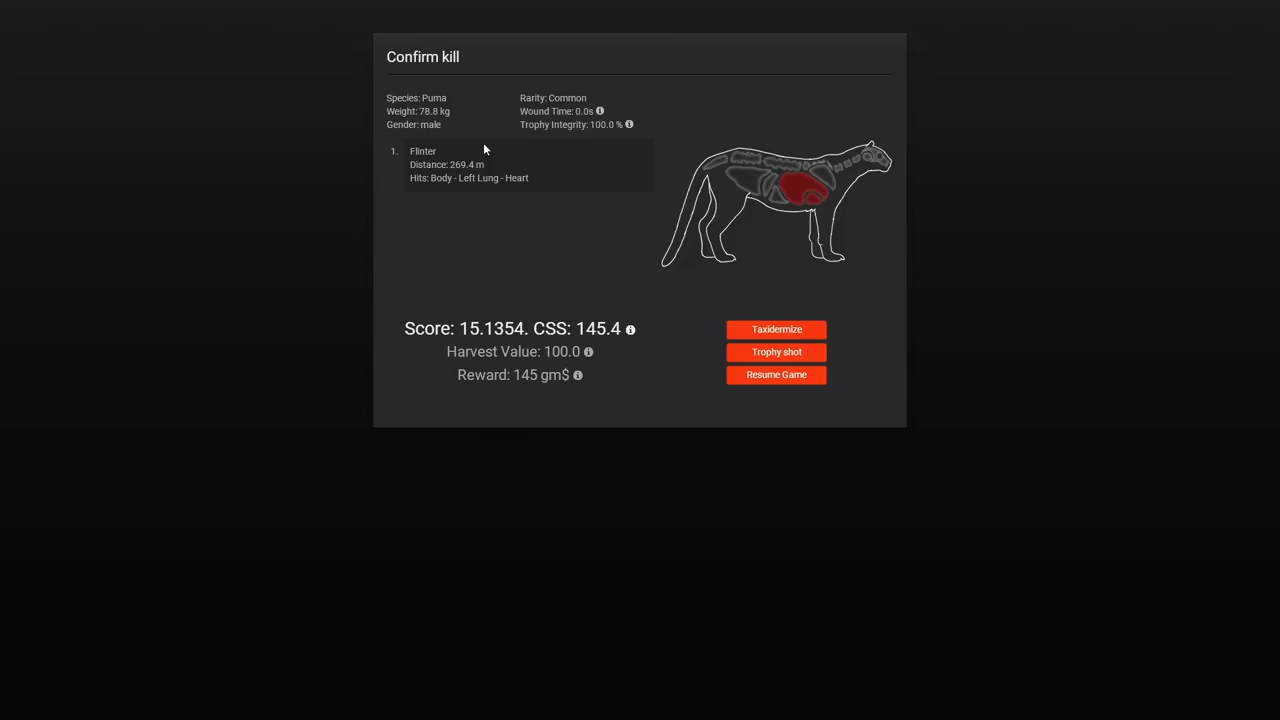 Confirm kill
Species: Puma
Weight: 78.8 kg
Gender: male
Rarity: Common
Wound Time: 0.0s
Trophy Integrity: 100.0 %
1. Flinter
Distance: 269.4 m
Hits: Body - Left Lung - Heart
Score: 15.1354. CSS: 145.4
Harvest Value: 100.0
Reward: 145 gm$
Taxidermize
Trophy shot
Resume Game